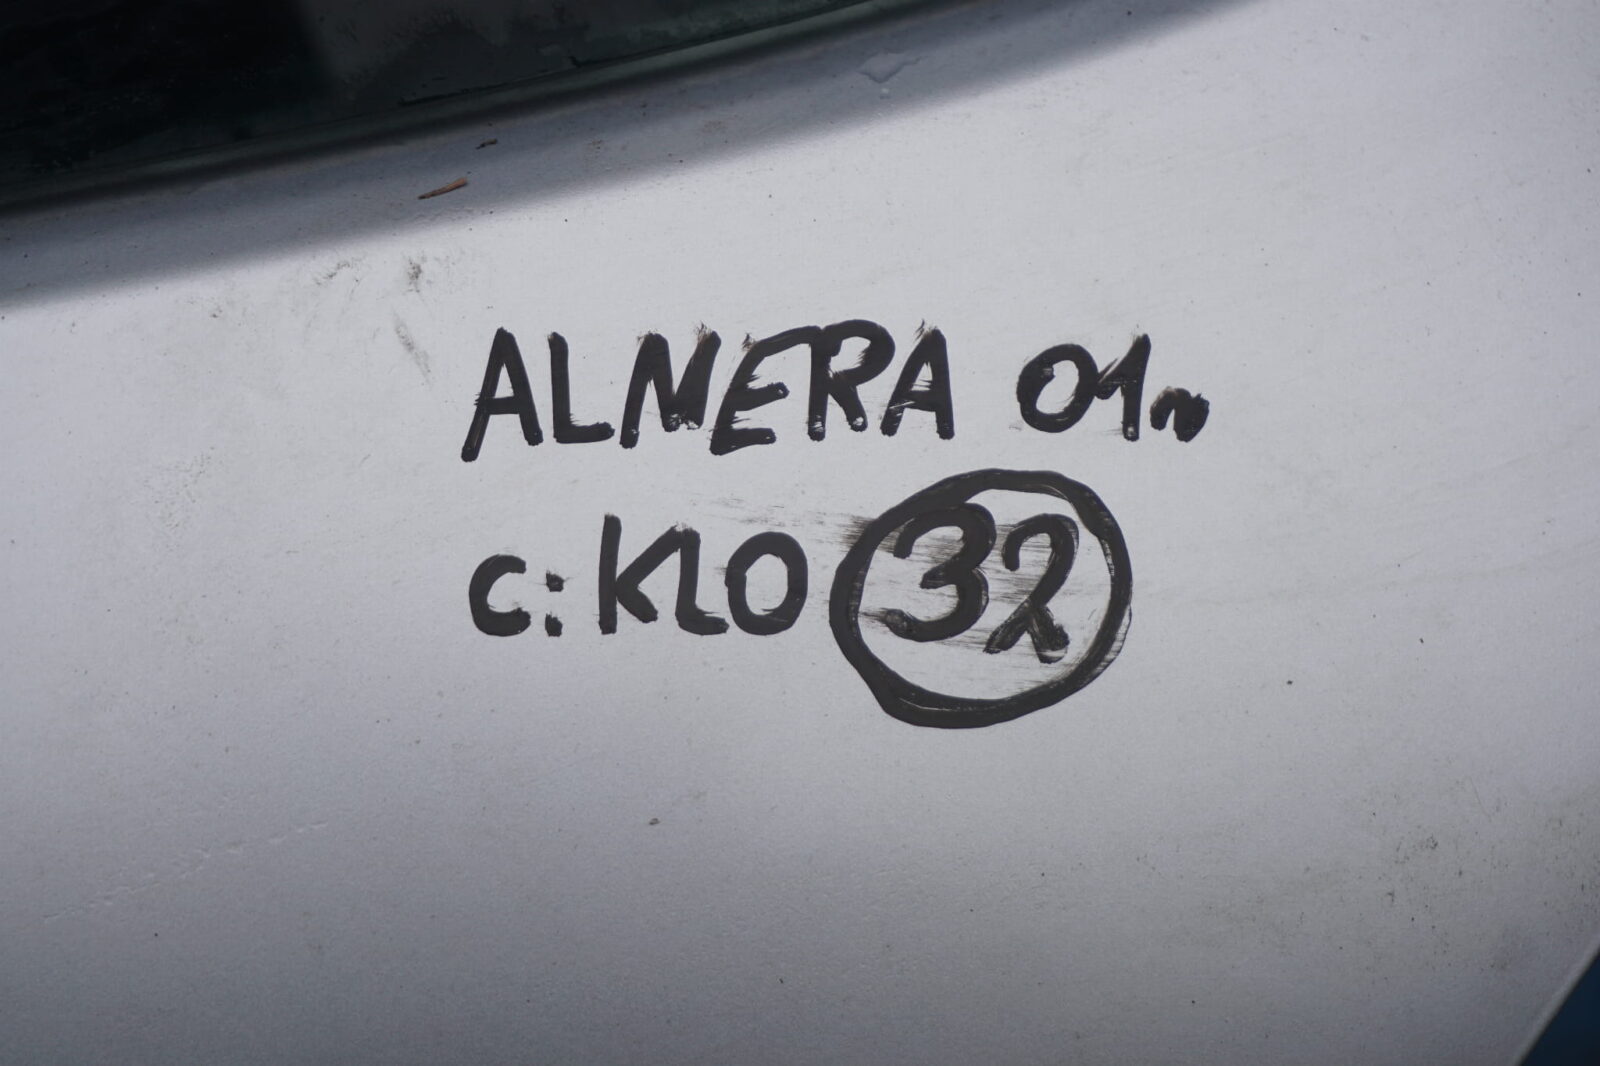 ALNERA 01r
c: KLO 32